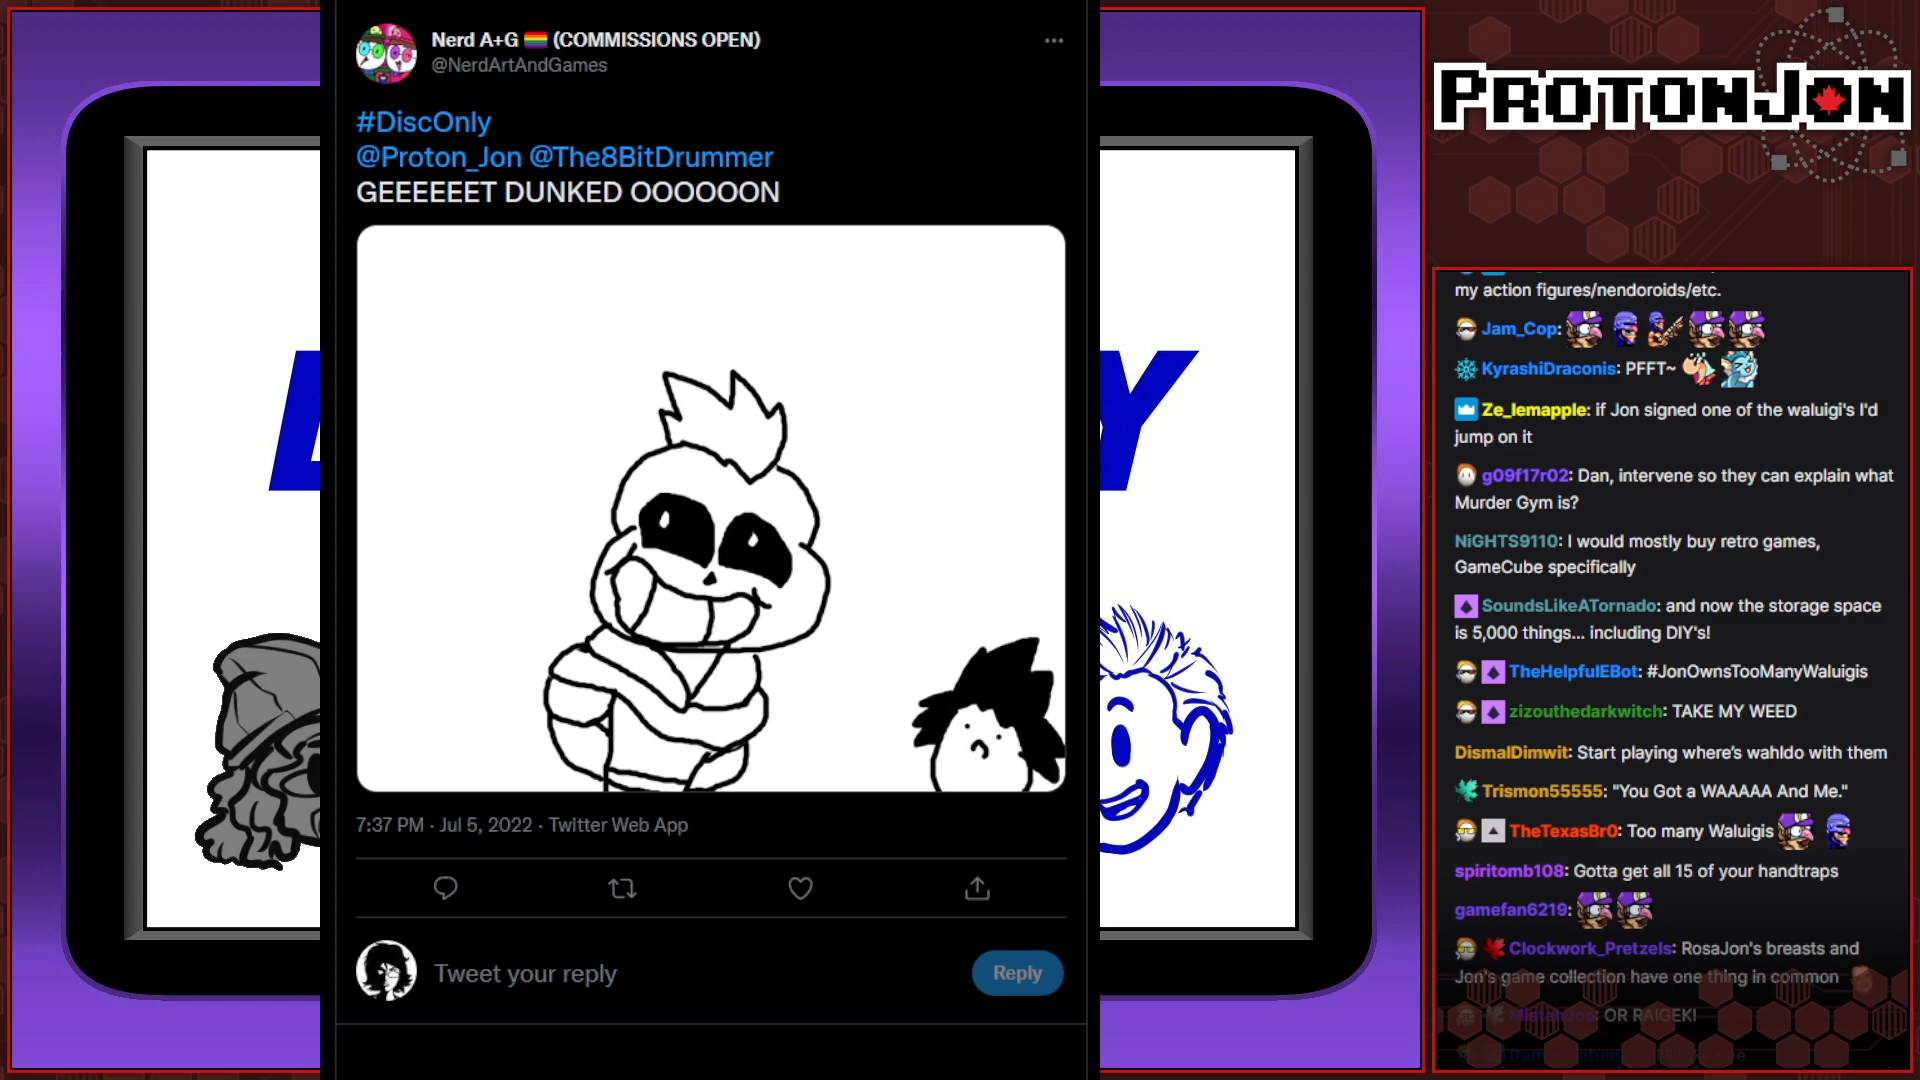 Nerd A+G 🏳️‍🌈 (COMMISSIONS OPEN)
@NerdArtAndGames
#DiscOnly
@Proton_Jon @The8BitDrummer
GEEEEEET DUNKED OOOOOON
7:37 PM · Jul 5, 2022 · Twitter Web App
Tweet your reply
Reply
Y
PROTONJON
my action figures/nendoroids/etc.
Jam_Cop:
KyrashiDraconis: PFFT~
Ze_lemapple: if Jon signed one of the waluigi's I'd
jump on it
g09f17r02: Dan, intervene so they can explain what
Murder Gym is?
NiGHTS9110: I would mostly buy retro games,
GameCube specifically
SoundsLikeATornado: and now the storage space
is 5,000 things... including DIY's!
TheHelpfulEBot: #JonOwnsTooManyWaluigis
zizouthedarkwitch: TAKE MY WEED
DismalDimwit: Start playing where's wahldo with them
Trismon55555: "You Got a WAAAAA And Me."
TheTexasBr0: Too many Waluigis
spiritomb108: Gotta get all 15 of your handtraps
gamefan6219:
Clockwork_Pretzels: RosaJon's breasts and
Jon's game collection have one thing in common
MistahJoe: OR RAIGEKI